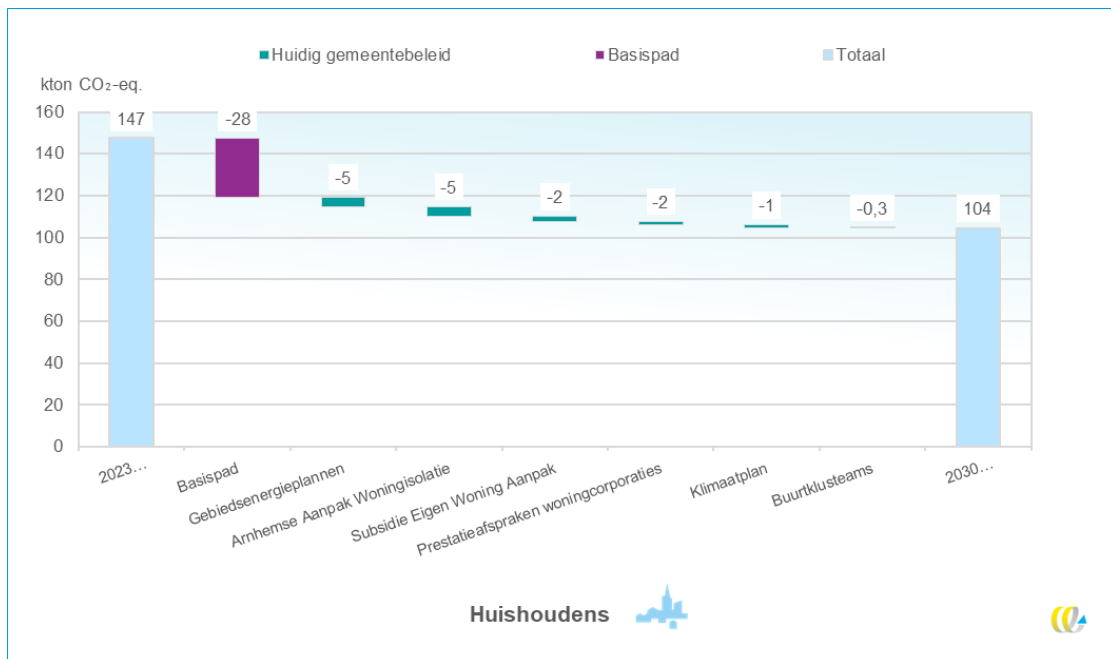 Huidig gemeentebeleid Basispad Totaal
kton CO₂-eq.
160
140
120
100
80
60
40
20
0
147
-28
-5
-5
-2
-2
-1
-0,3
104
2023...
Basispad
Gebiedsenergieplannen
Arnhemse Aanpak Woningisolatie
Subsidie Eigen Woning Aanpak
Prestatieafspraken woningcorporaties
Klimaatplan
Buurtklusteams
2030...
Huishoudens